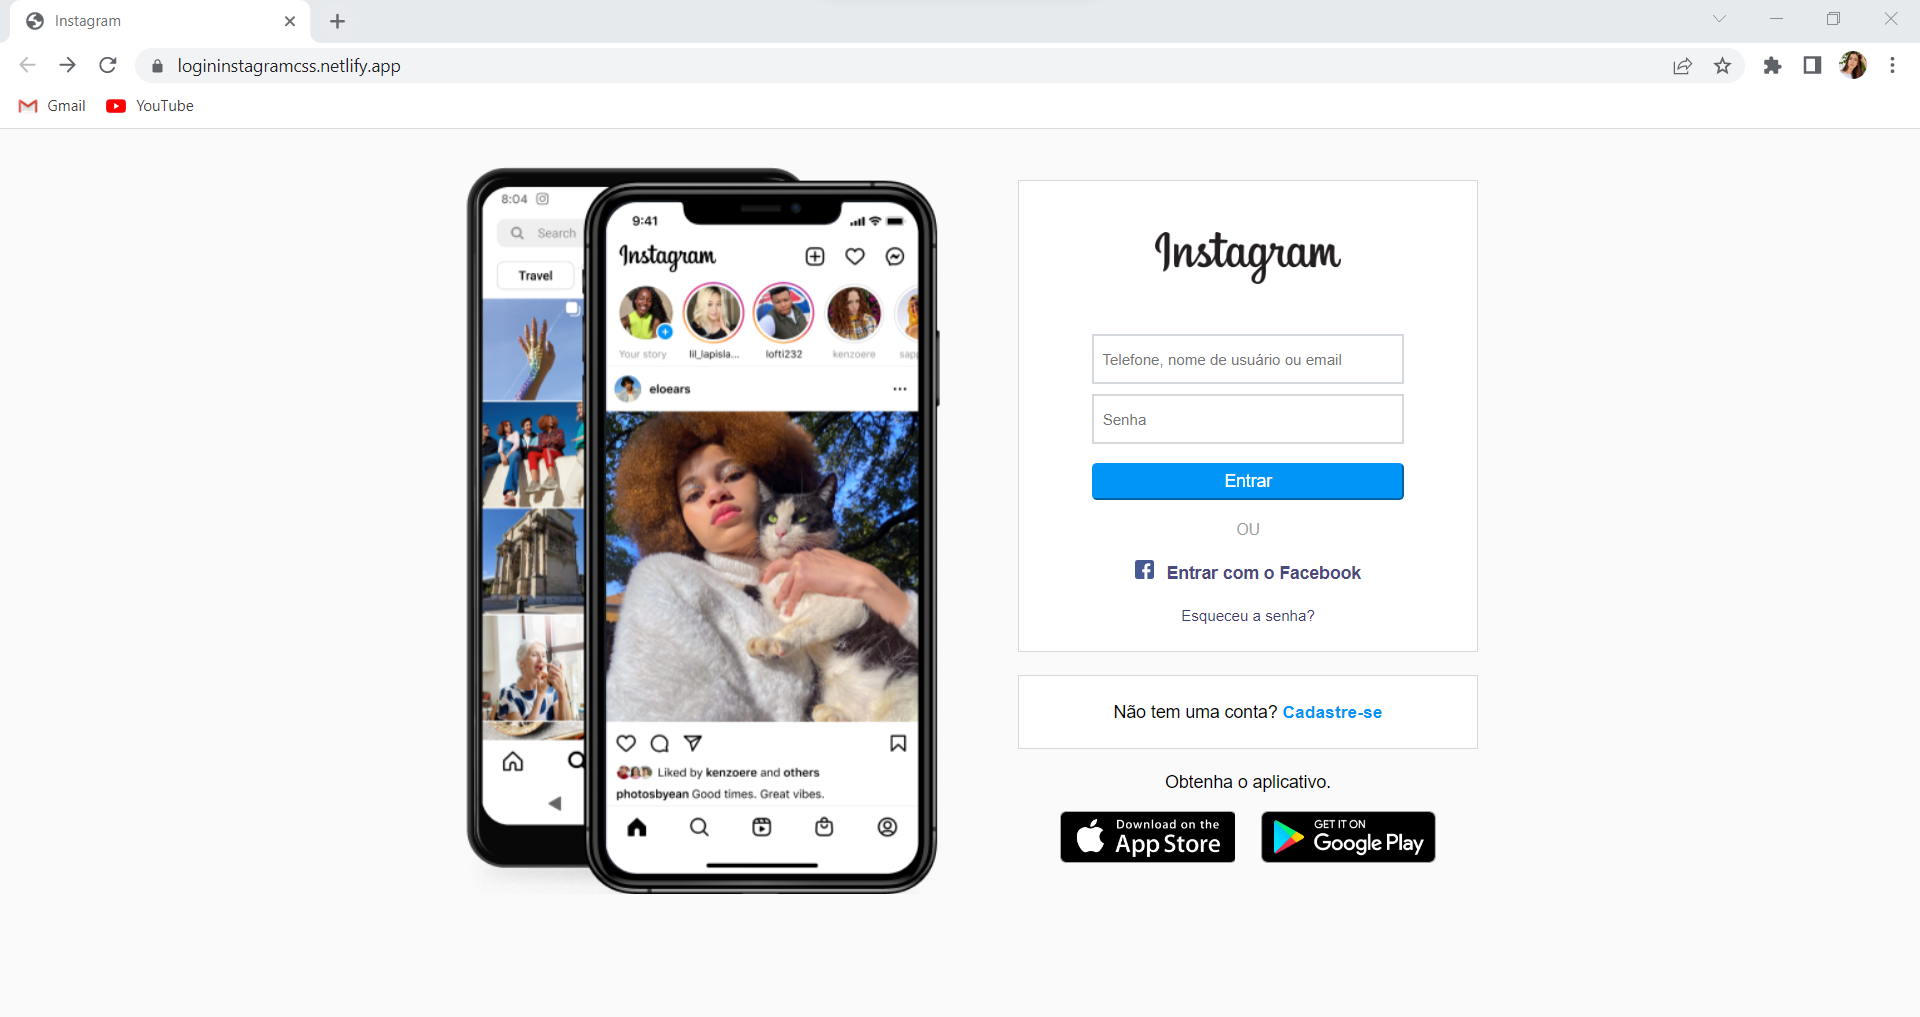 Instagram
logininstagramcss.netlify.app
Gmail
YouTube
8:04
Search
Travel
9:41
Instagram
Your story
lil_lapisla...
lofti232
kenzoere
sap
eloears
Liked by kenzoere and others
photosbyean Good times. Great vibes.
Instagram
Telefone, nome de usuário ou email
Senha
Entrar
OU
Entrar com o Facebook
Esqueceu a senha?
Não tem uma conta? Cadastre-se
Obtenha o aplicativo.
Download on the
App Store
GET IT ON
Google Play